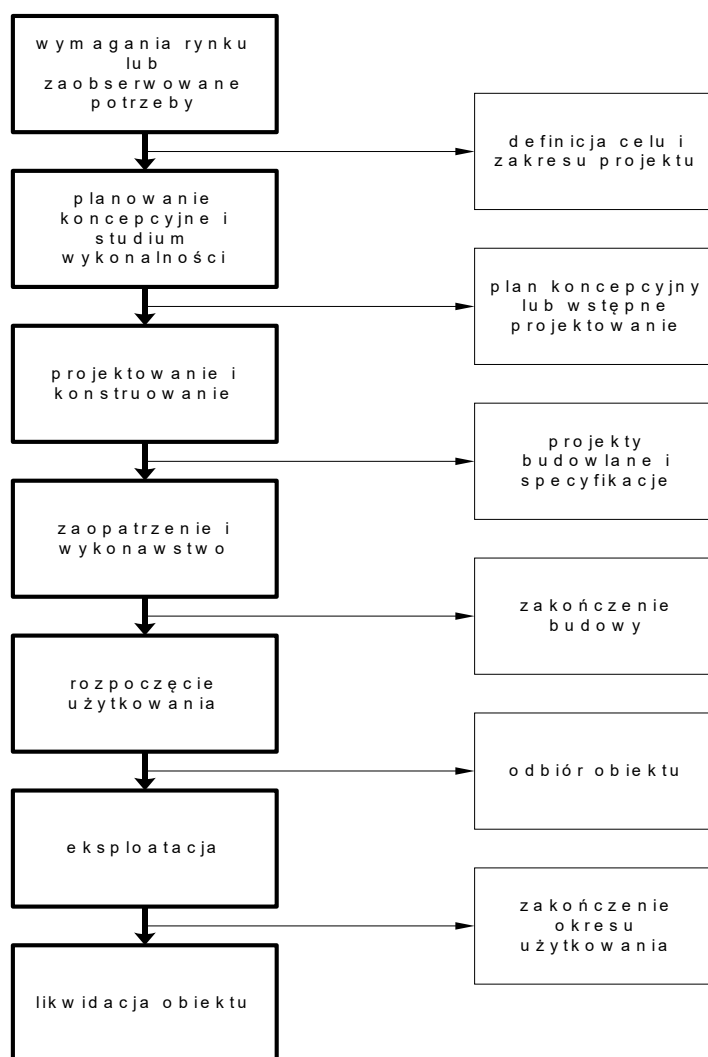 wymagania rynku
lub
zaobserwowane
potrzeby
definicja celu i
zakresu projektu
planowanie
koncepcyjne i
studium
wykonalności
plan koncepcyjny
lub wstępne
projektowanie
projektowanie i
konstruowanie
projekty
budowlane i
specyfikacje
zaopatrzenie i
wykonawstwo
zakończenie
budowy
rozpoczęcie
użytkowania
odbiór obiektu
eksploatacja
zakończenie
okresu
użytkowania
likwidacja obiektu